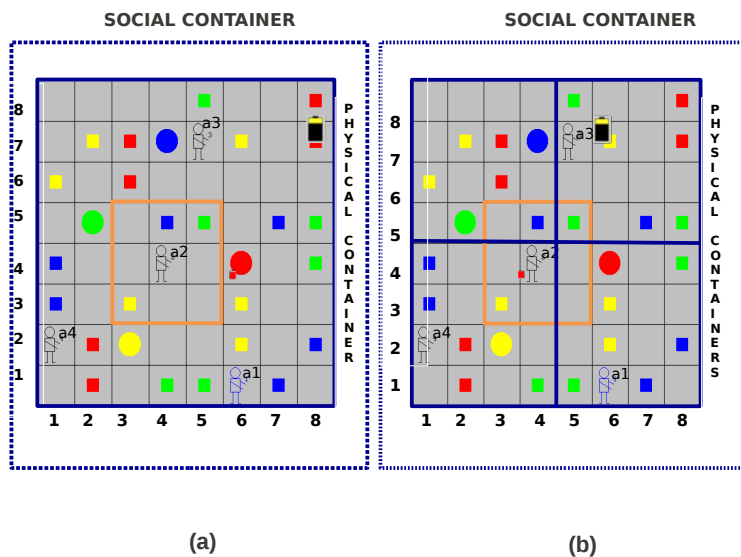 SOCIAL CONTAINER
8
7
6
5
4
3
2
1
a3
a2
a4
a1
1 2 3 4 5 6 7 8
PHYSICAL CONTAINER
(a)
SOCIAL CONTAINER
8
7
6
5
4
3
2
1
a3
a2
a4
a1
1 2 3 4 5 6 7 8
PHYSICAL CONTAINERS
(b)